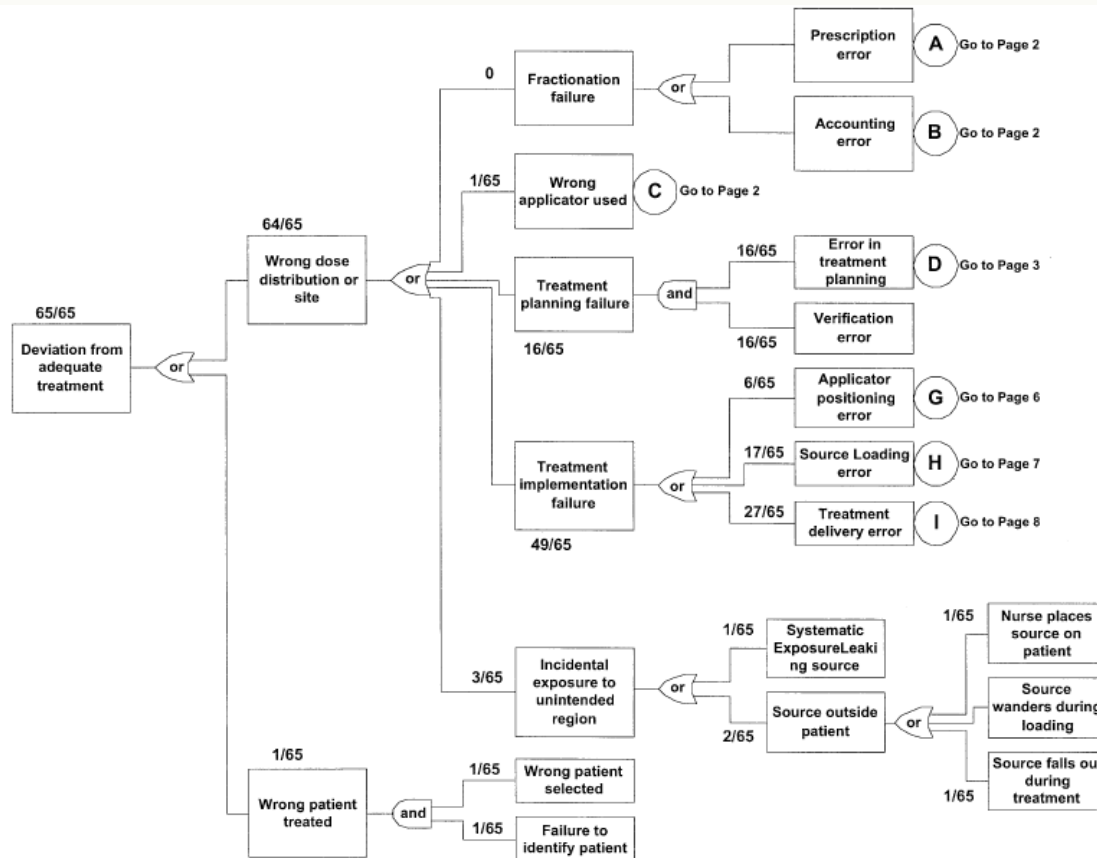 Prescription
error
A
Go to Page 2
0
Fractionation
failure
or
Accounting
error
B
Go to Page 2
1/65
Wrong
applicator used
C
Go to Page 2
64/65
Wrong dose
distribution or
site
or
16/65
Error in
treatment
planning
D
Go to Page 3
Treatment
planning failure
and
16/65
16/65
Verification
error
65/65
Deviation from
adequate
treatment
or
6/65
Applicator
positioning
error
G
Go to Page 6
17/65
Source Loading
error
H
Go to Page 7
Treatment
implementation
failure
or
49/65
27/65
Treatment
delivery error
I
Go to Page 8
1/65
Systematic
ExposureLeaking
source
1/65
Nurse places
source on
patient
3/65
Incidental
exposure to
unintended
region
or
2/65
Source outside
patient
or
Source
wanders during
loading
1/65
Source falls ou
during
treatment
1/65
Wrong patient
treated
and
1/65
Wrong patient
selected
1/65
Failure to
identify patient